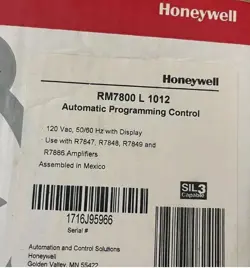 Honeywell
Honeywell
RM7800 L 1012
Automatic Programming Control
120 Vac, 50/60 Hz with Display
Use with R7847, R7848, R7849 and
R7886 Amplifiers
Assembled in Mexico
SIL 3
Capable
1716J95966
Serial #
Automation and Control Solutions
Honeywell
Golden Valley, MN 55422